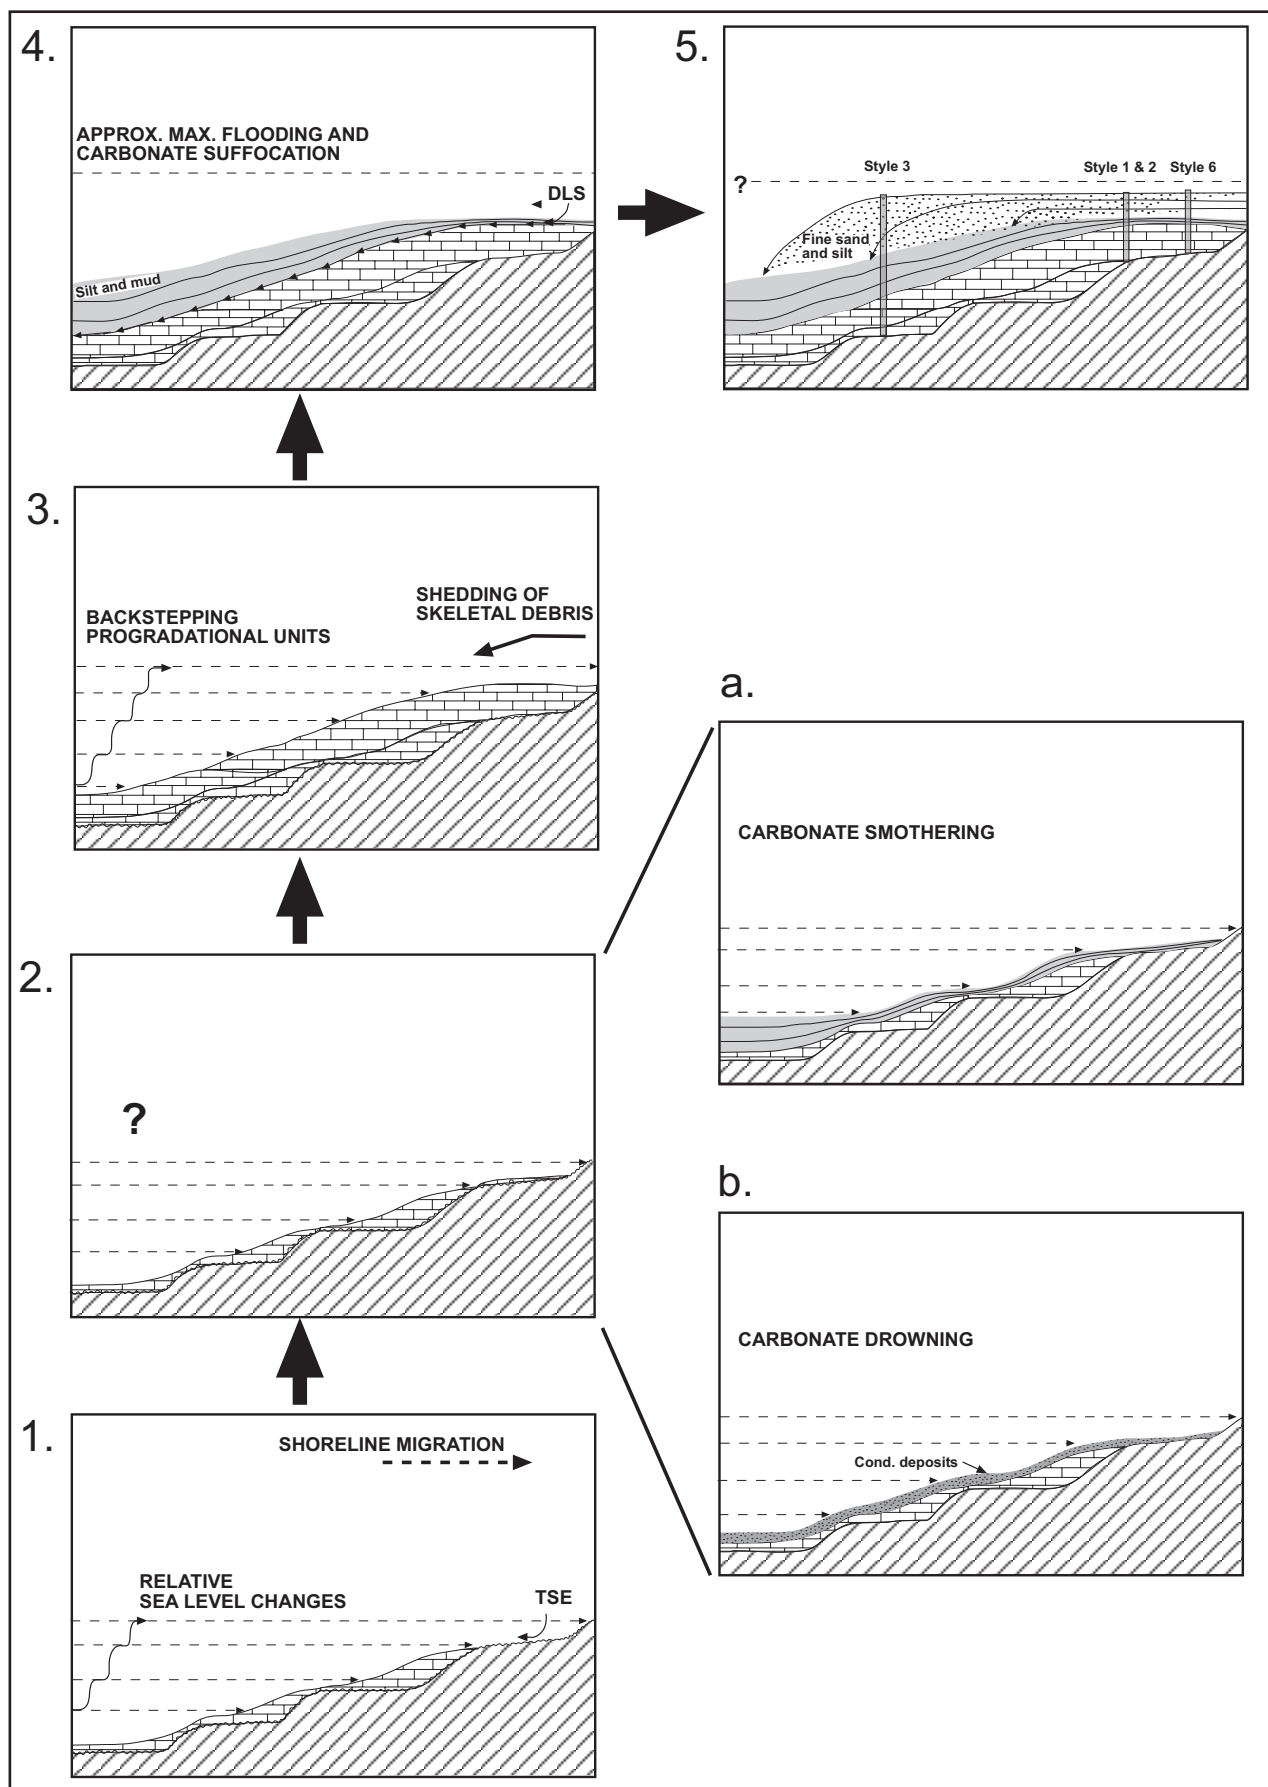 4.
APPROX. MAX. FLOODING AND
CARBONATE SUFFOCATION
DLS
Silt and mud
5.
Style 3
Style 1 & 2
Style 6
?
Fine sand
and silt
3.
BACKSTEPPING
PROGRADATIONAL UNITS
SHEDDING OF
SKELETAL DEBRIS
a.
CARBONATE SMOTHERING
2.
?
b.
CARBONATE DROWNING
Cond. deposits
1.
SHORELINE MIGRATION
RELATIVE
SEA LEVEL CHANGES
TSE